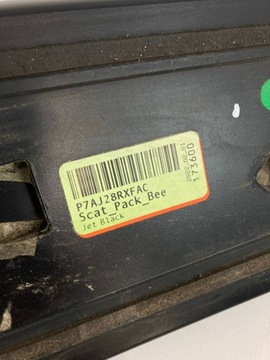 P7AJ28RXFAC
Scat_Pack_Bee
Jet Black
173600